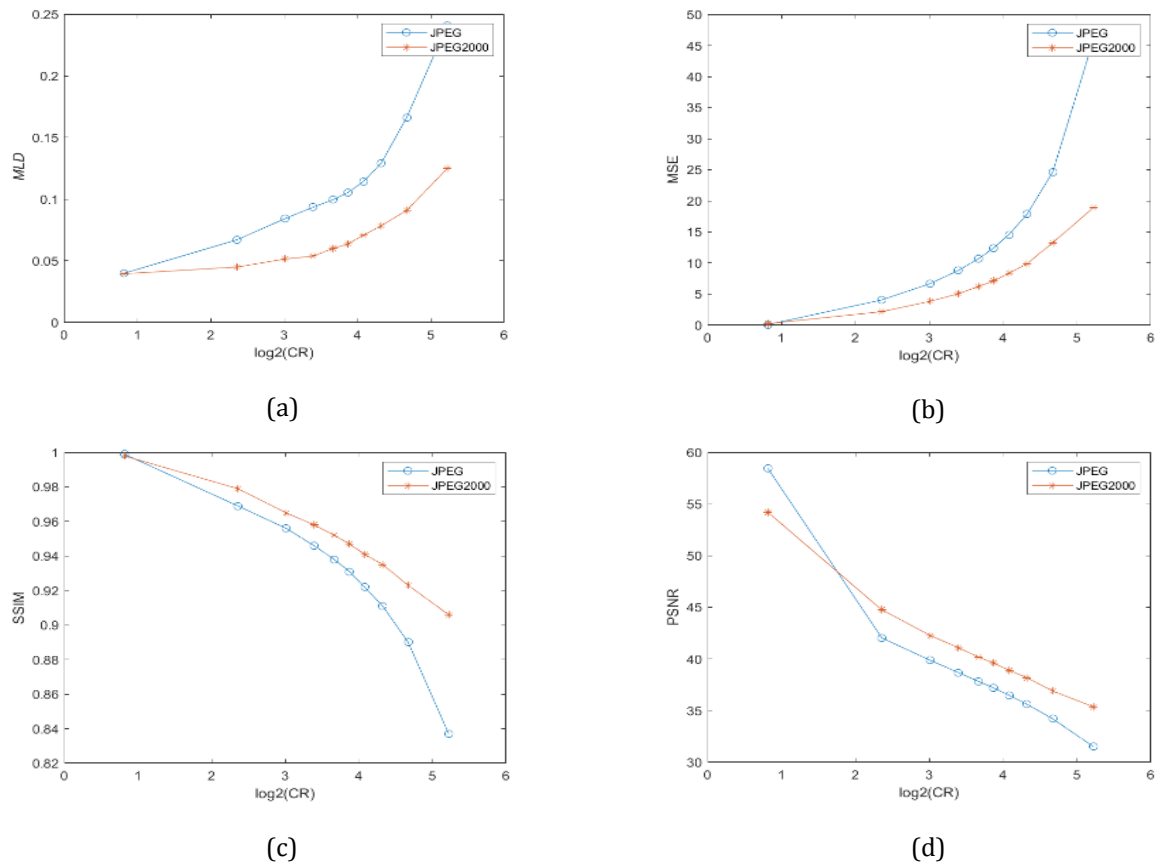 0.25
0.2
0.15
0.1
0.05
0
MLD
0 1 2 3 4 5 6
log2(CR)
JPEG
JPEG2000
(a)
50
45
40
35
30
25
20
15
10
5
0
MSE
0 1 2 3 4 5 6
log2(CR)
JPEG
JPEG2000
(b)
1
0.98
0.96
0.94
0.92
0.9
0.88
0.86
0.84
0.82
SSIM
0 1 2 3 4 5 6
log2(CR)
JPEG
JPEG2000
(c)
60
55
50
45
40
35
30
PSNR
0 1 2 3 4 5 6
log2(CR)
JPEG
JPEG2000
(d)